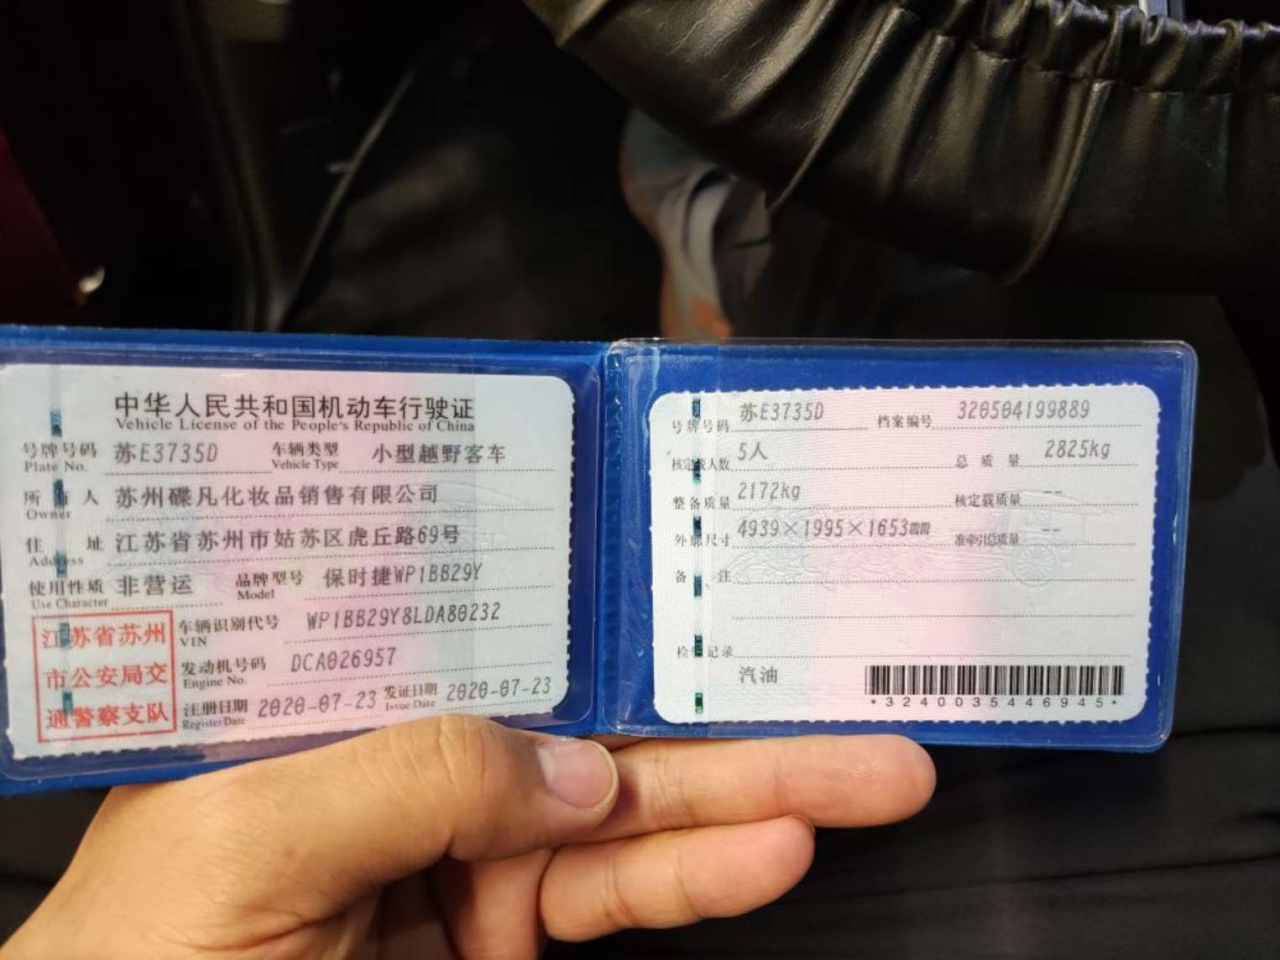 中华人民共和国机动车行驶证
Vehicle License of the People's Republic of China
号牌号码 苏E3735D 车辆类型 小型越野客车
Plate No. Vehicle Type
所有人 苏州碟凡化妆品销售有限公司
Owner
住址 江苏省苏州市姑苏区虎丘路69号
Address
使用性质 非营运 品牌型号 保时捷WP1BB29Y
Use Character Model
江苏省苏州
市公安局交
通警察支队
车辆识别代号 WP1BB29Y8LDA80232
VIN
发动机号码 DCA026957
Engine No.
注册日期 2020-07-23 发证日期 2020-07-23
Register Date Issue Date
号牌号码 苏E3735D 档案编号 320504199889
核定载人数 5人 总质量 2825kg
整备质量 2172kg 核定载质量 --
外廓尺寸 4939×1995×1653mm 准牵引总质量 --
备注
检验记录
汽油
*3240035446945*